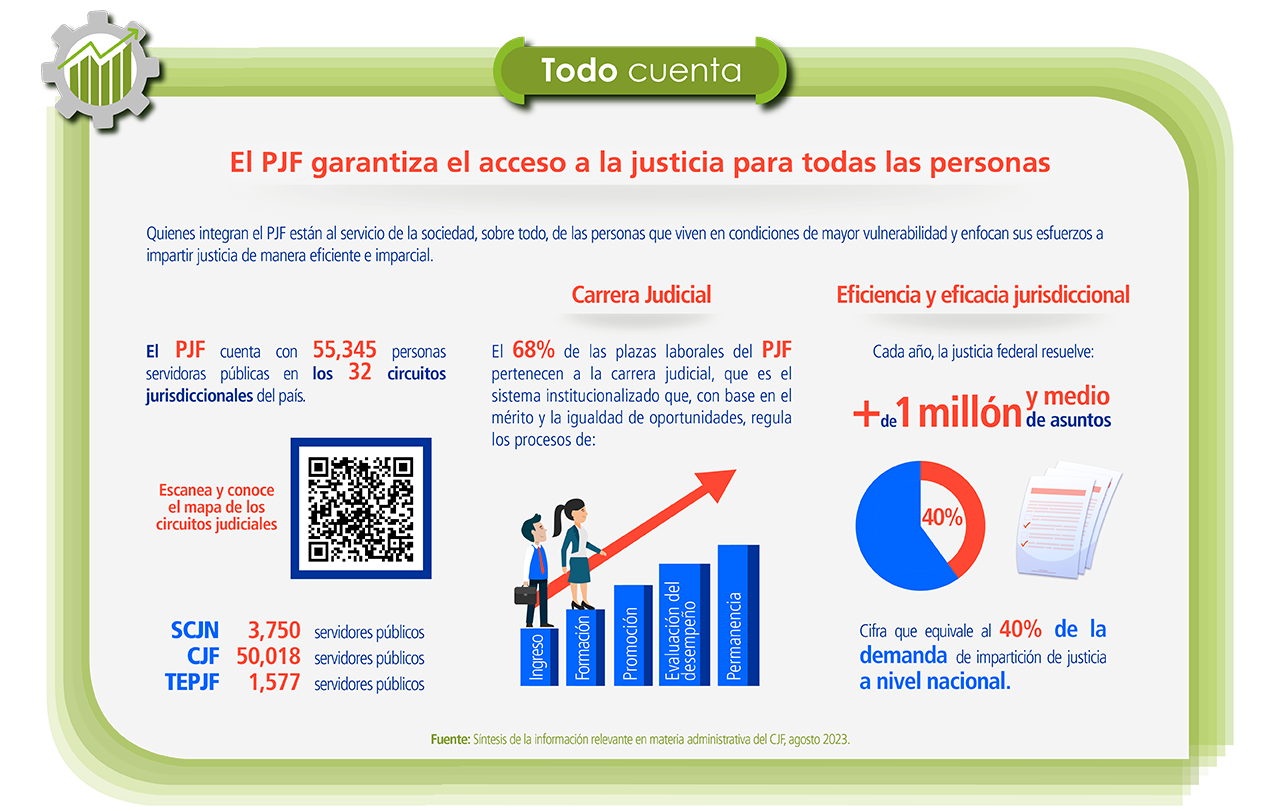 Todo cuenta
El PJF garantiza el acceso a la justicia para todas las personas
Quienes integran el PJF están al servicio de la sociedad, sobre todo, de las personas que viven en condiciones de mayor vulnerabilidad y enfocan sus esfuerzos a
impartir justicia de manera eficiente e imparcial.
El PJF cuenta con 55,345 personas
servidoras públicas en los 32 circuitos
jurisdiccionales del país.
Escanea y conoce
el mapa de los
circuitos judiciales
SCJN 3,750 servidores públicos
CJF 50,018 servidores públicos
TEPJF 1,577 servidores públicos
Carrera Judicial
El 68% de las plazas laborales del PJF
pertenecen a la carrera judicial, que es el
sistema institucionalizado que, con base en el
mérito y la igualdad de oportunidades, regula
los procesos de:
Ingreso
Formación
Promoción
Evaluación del
desempeño
Permanencia
Eficiencia y eficacia jurisdiccional
Cada año, la justicia federal resuelve:
+de 1 millón y medio
de asuntos
40%
Cifra que equivale al 40% de la
demanda de impartición de justicia
a nivel nacional.
Fuente: Síntesis de la información relevante en materia administrativa del CJF, agosto 2023.